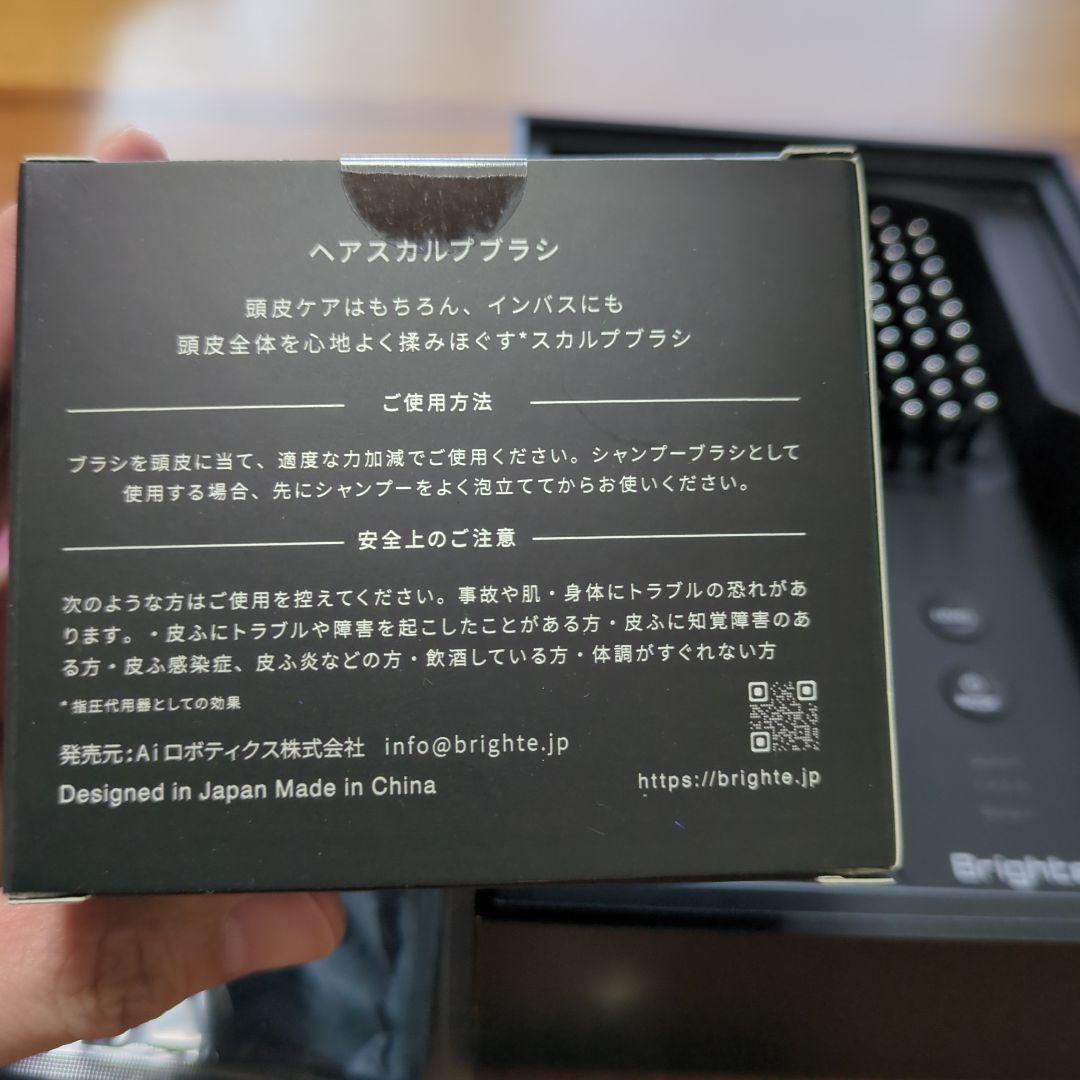 ヘアスカルプブラシ
頭皮ケアはもちろん、インバスにも
頭皮全体を心地よく揉みほぐす*スカルプブラシ
ご使用方法
ブラシを頭皮に当て、適度な力加減でご使用ください。シャンプーブラシとして
使用する場合、先にシャンプーをよく泡立ててからお使いください。
安全上のご注意
次のような方はご使用を控えてください。事故や肌・身体にトラブルの恐れがあ
ります。・皮ふにトラブルや障害を起こしたことがある方・皮ふに知覚障害のあ
る方・皮ふ感染症、皮ふ炎などの方・飲酒している方・体調がすぐれない方
*指圧代用器としての効果
発売元:Aiロボティクス株式会社 info@brighte.jp
Designed in Japan Made in China
https://brighte.jp
Brighte